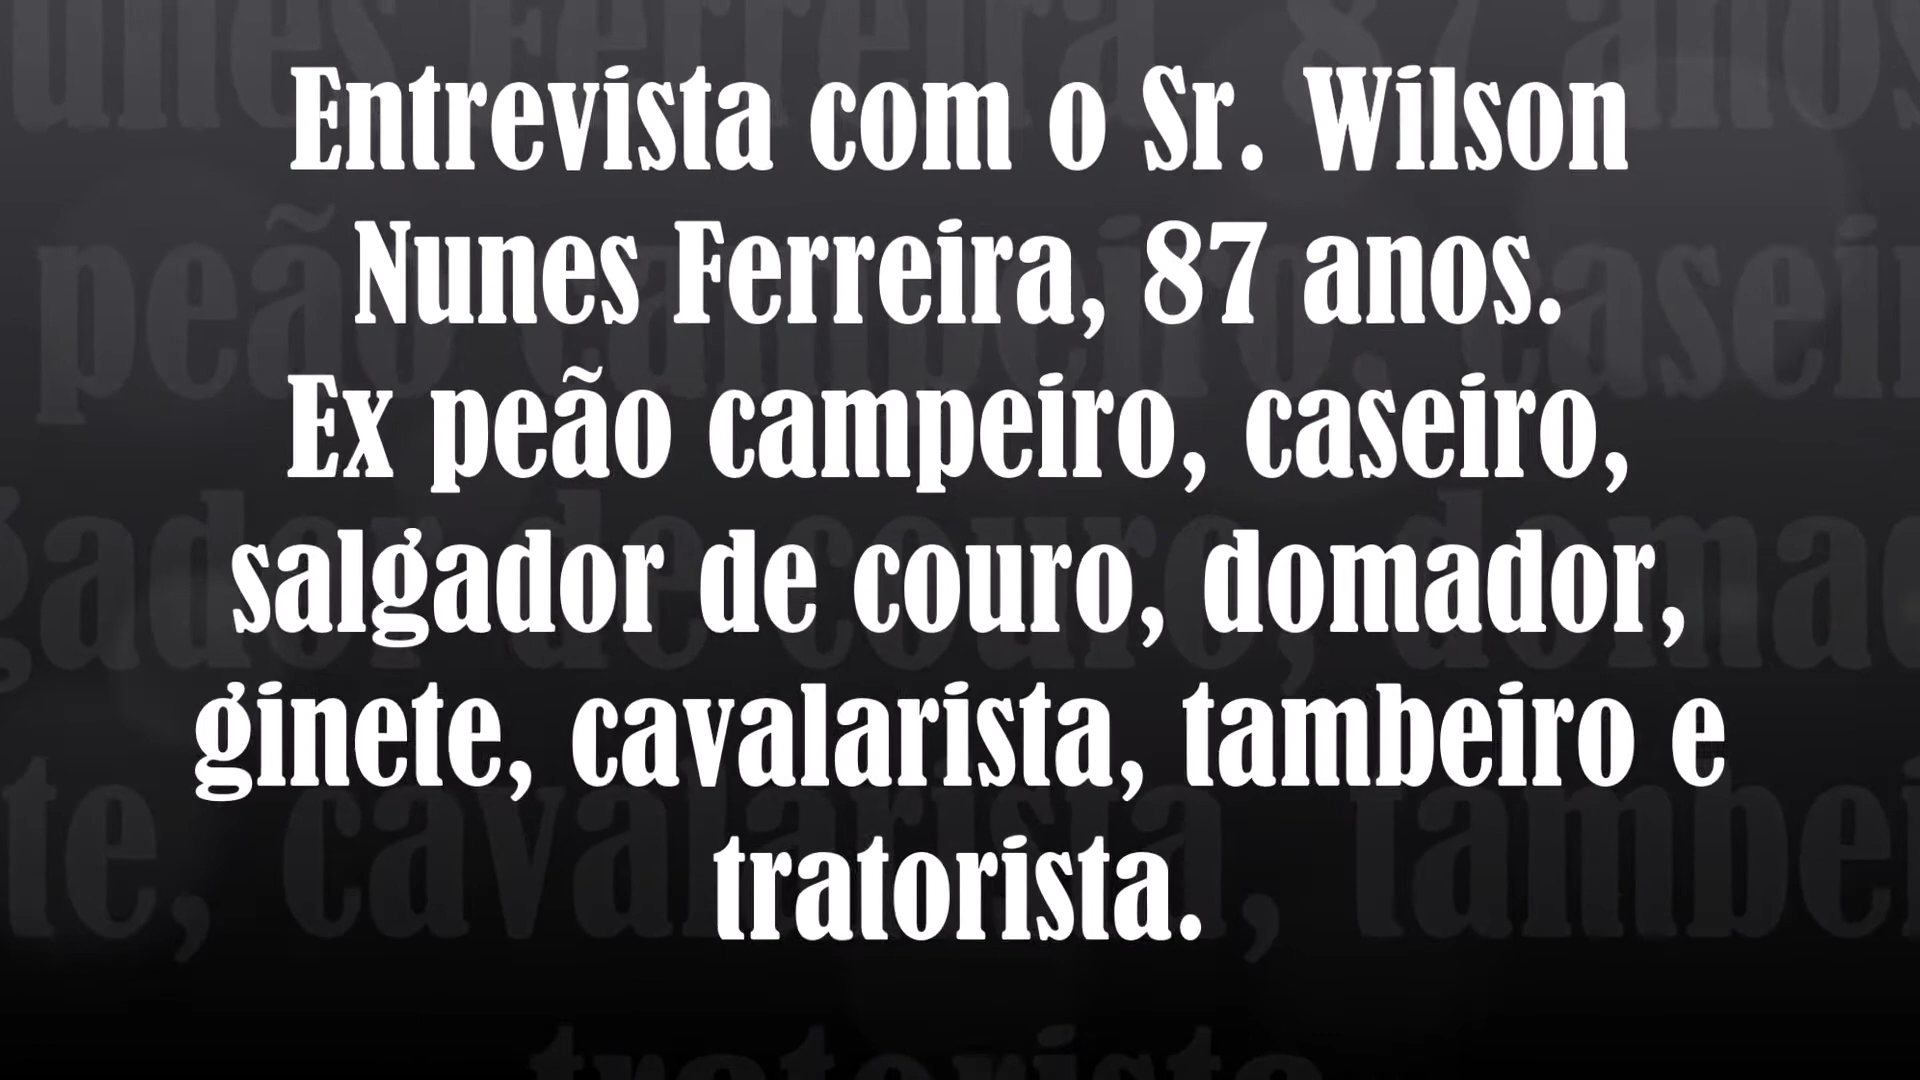 Entrevista com o Sr. Wilson
Nunes Ferreira, 87 anos.
Ex peão campeiro, caseiro,
salgador de couro, domador,
ginete, cavalarista, tambeiro e
tratorista.